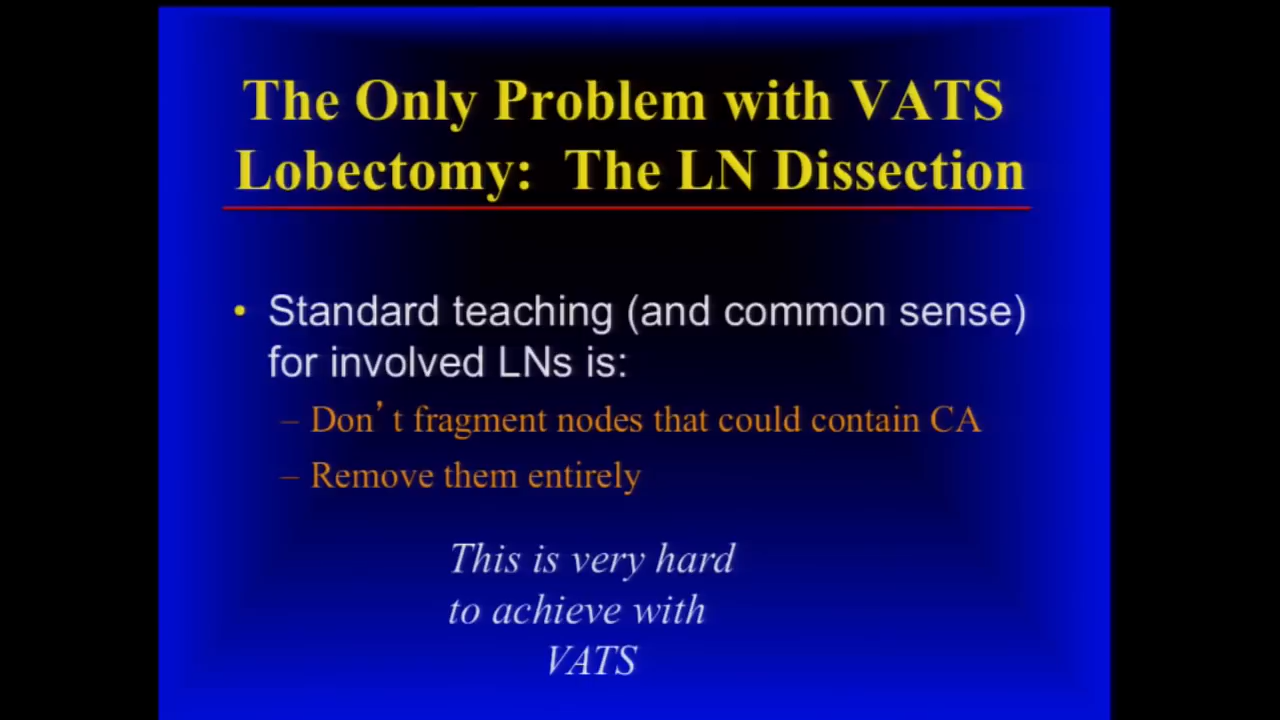 The Only Problem with VATS
Lobectomy: The LN Dissection
• Standard teaching (and common sense)
for involved LNs is:
– Don't fragment nodes that could contain CA
– Remove them entirely
This is very hard
to achieve with
VATS